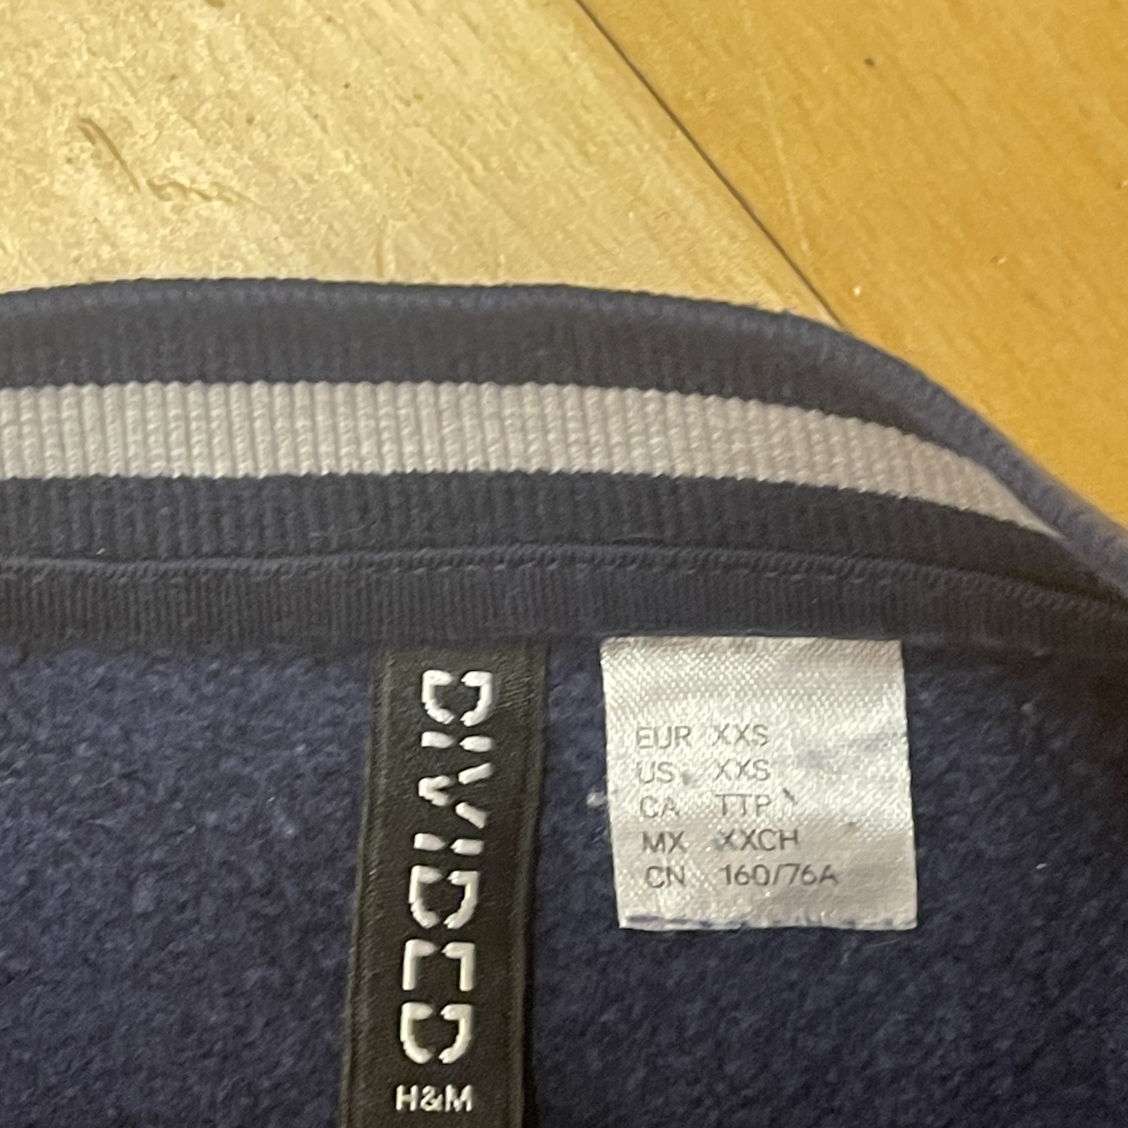 DIVIDED
H&M
EUR XXS
US XXS
CA TTP
MX XXCH
CN 160/76A